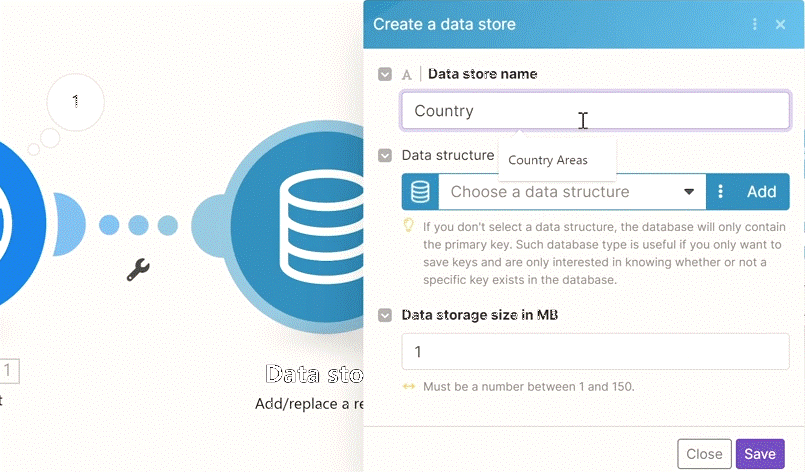 Create a data store
1
A
Data store name
Country
Data structure
Country Areas
Choose a data structure
Add
If you don't select a data structure, the database will only contain
the primary key. Such database type is useful if you only want to
save keys and are only interested in knowing whether or not a
specific key exists in the database.
Data storage size in MB
1
1
Data sto
t
Add/replace a re
Must be a number between 1 and 150.
Close
Save